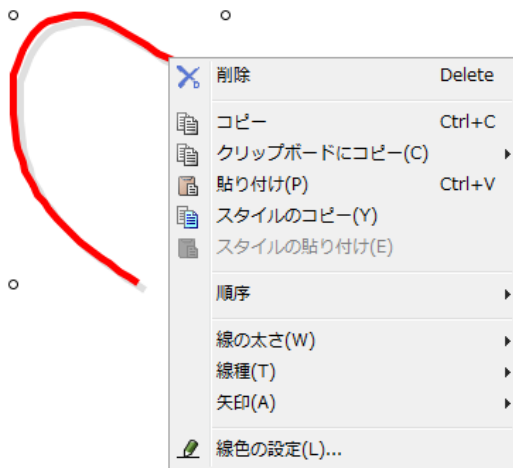 削除 Delete
コピー Ctrl+C
クリップボードにコピー(C)
貼り付け(P) Ctrl+V
スタイルのコピー(Y)
スタイルの貼り付け(E)
順序
線の太さ(W)
線種(T)
矢印(A)
線色の設定(L)...